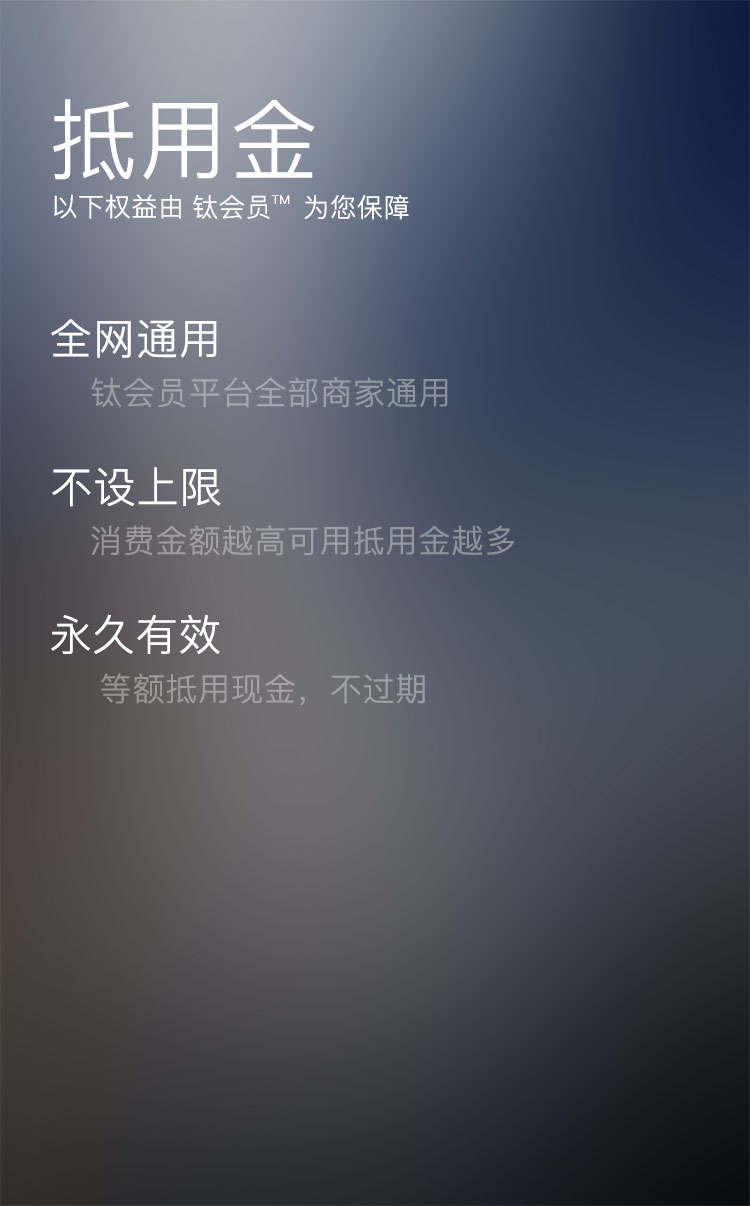 抵用金
以下权益由 钛会员™ 为您保障
全网通用
钛会员平台全部商家通用
不设上限
消费金额越高可用抵用金越多
永久有效
等额抵用现金，不过期